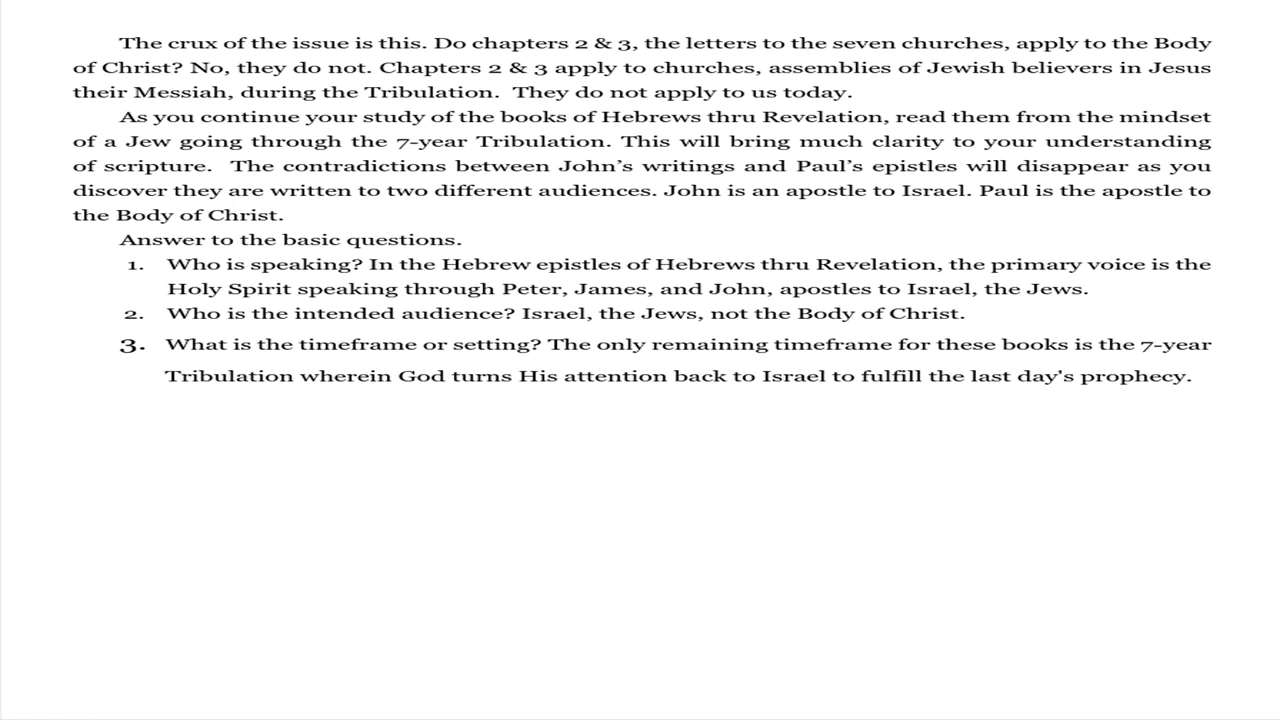 The crux of the issue is this. Do chapters 2 & 3, the letters to the seven churches, apply to the Body
of Christ? No, they do not. Chapters 2 & 3 apply to churches, assemblies of Jewish believers in Jesus
their Messiah, during the Tribulation.  They do not apply to us today.
As you continue your study of the books of Hebrews thru Revelation, read them from the mindset
of a Jew going through the 7-year Tribulation. This will bring much clarity to your understanding
of scripture.  The contradictions between John’s writings and Paul’s epistles will disappear as you
discover they are written to two different audiences. John is an apostle to Israel. Paul is the apostle to
the Body of Christ.
Answer to the basic questions.
1. Who is speaking? In the Hebrew epistles of Hebrews thru Revelation, the primary voice is the
Holy Spirit speaking through Peter, James, and John, apostles to Israel, the Jews.
2. Who is the intended audience? Israel, the Jews, not the Body of Christ.
3. What is the timeframe or setting? The only remaining timeframe for these books is the 7-year
Tribulation wherein God turns His attention back to Israel to fulfill the last day's prophecy.